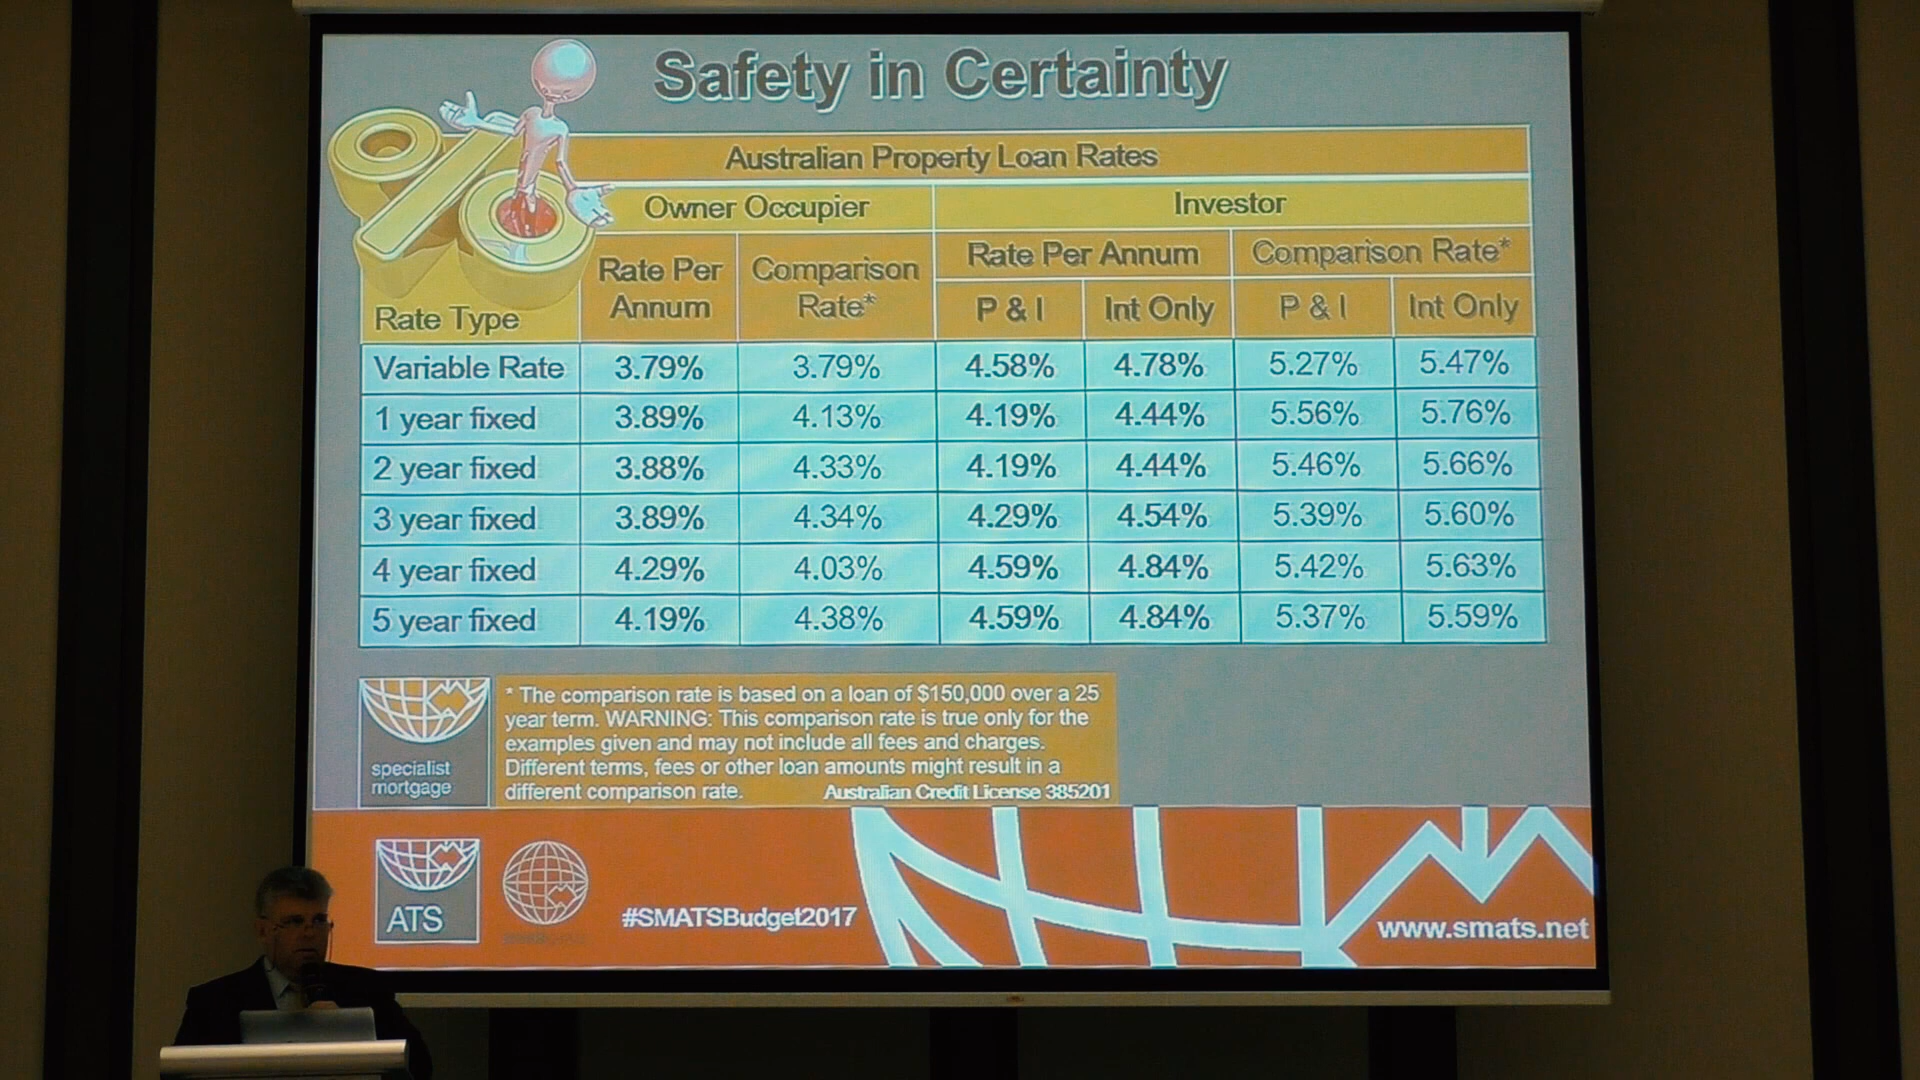 Safety in Certainty
Australian Property Loan Rates
Owner Occupier Investor
Rate Type Rate Per Annum Comparison Rate* Rate Per Annum Comparison Rate*
P & I Int Only P & I Int Only
Variable Rate 3.79% 3.79% 4.58% 4.78% 5.27% 5.47%
1 year fixed 3.89% 4.13% 4.19% 4.44% 5.56% 5.76%
2 year fixed 3.88% 4.33% 4.19% 4.44% 5.46% 5.66%
3 year fixed 3.89% 4.34% 4.29% 4.54% 5.39% 5.60%
4 year fixed 4.29% 4.03% 4.59% 4.84% 5.42% 5.63%
5 year fixed 4.19% 4.38% 4.59% 4.84% 5.37% 5.59%
specialist
mortgage
* The comparison rate is based on a loan of $150,000 over a 25
year term. WARNING: This comparison rate is true only for the
examples given and may not include all fees and charges.
Different terms, fees or other loan amounts might result in a
different comparison rate. Australian Credit License 385201
ATS
#SMATSBudget2017
www.smats.net